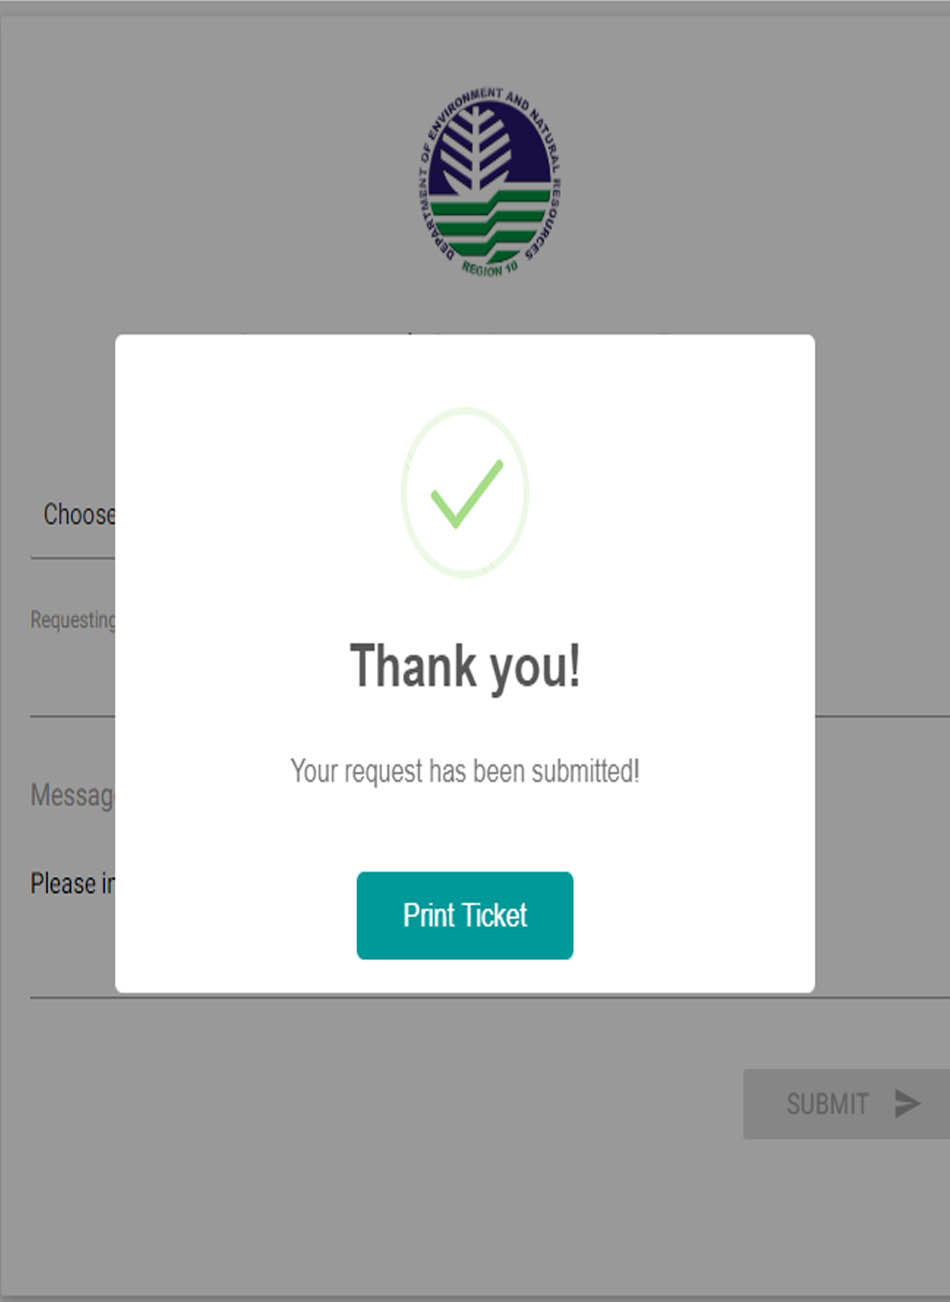 DEPARTMENT OF ENVIRONMENT AND NATURAL RESOURCES
REGION 10
Choose
Requesting
Thank you!
Your request has been submitted!
Messag
Please in
Print Ticket
SUBMIT